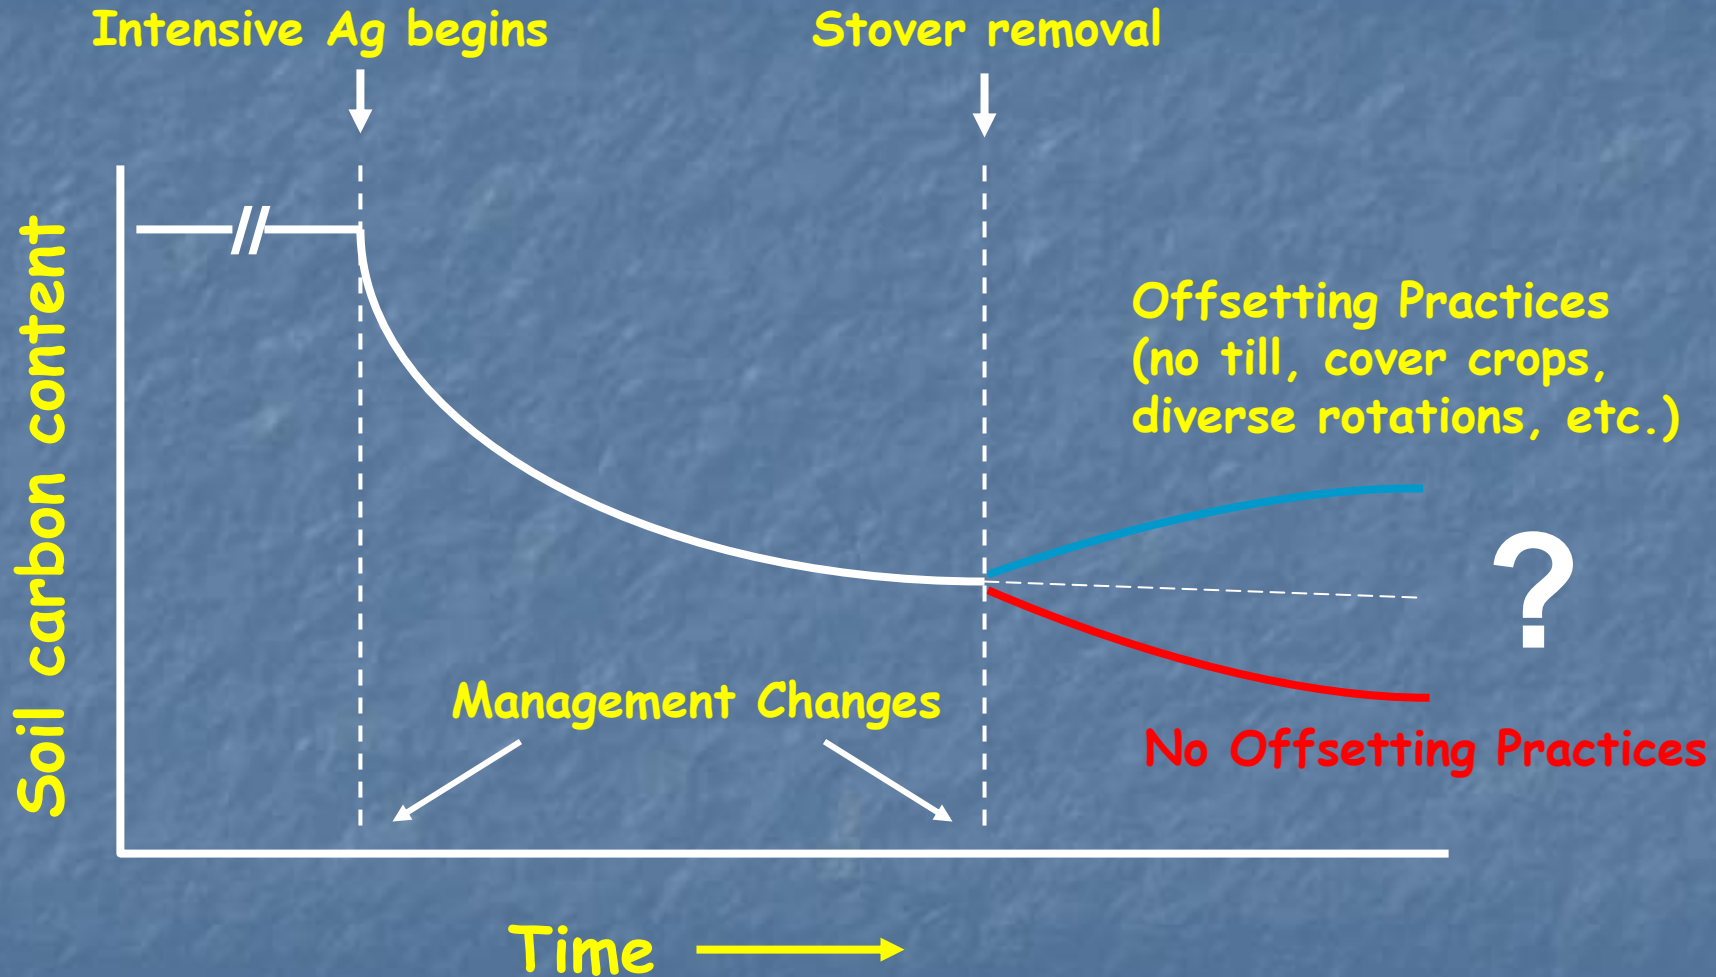 Intensive Ag begins
Stover removal
Soil carbon content
Offsetting Practices
(no till, cover crops,
diverse rotations, etc.)
?
Management Changes
No Offsetting Practices
Time